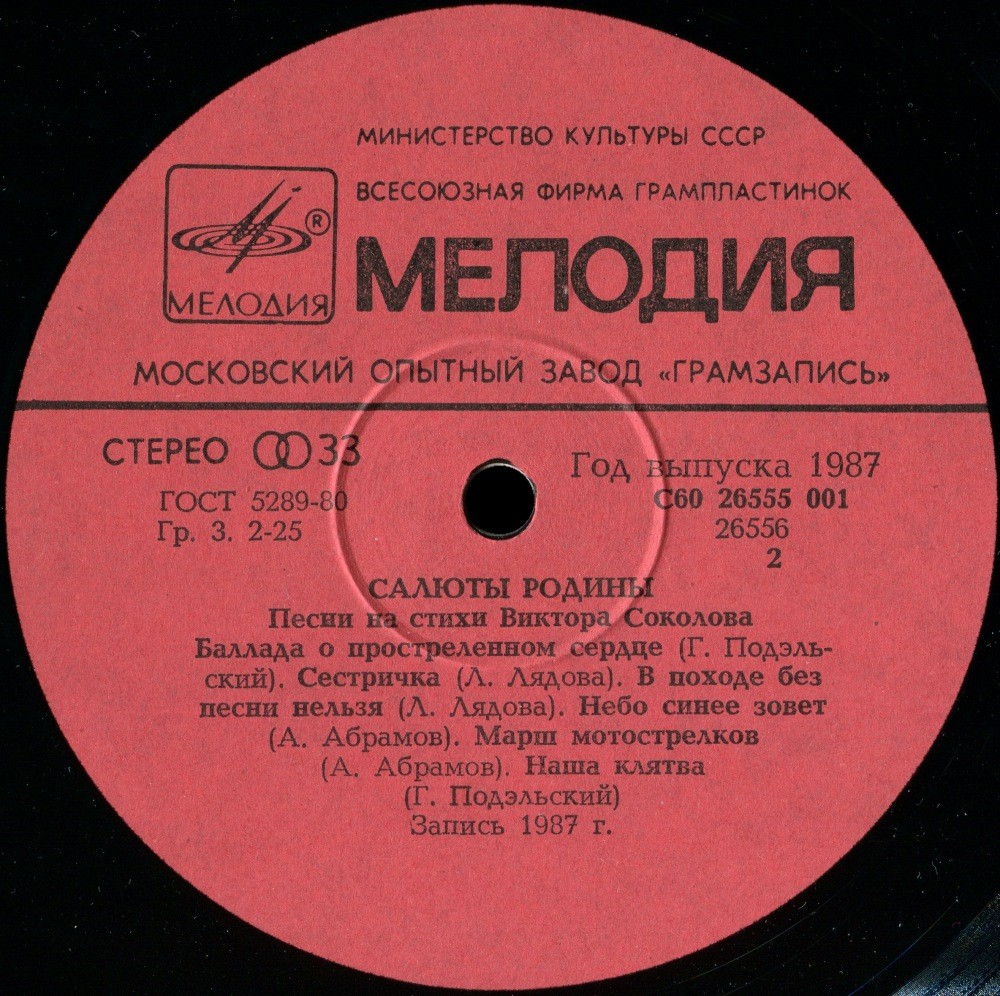 МИНИСТЕРСТВО КУЛЬТУРЫ СССР
ВСЕСОЮЗНАЯ ФИРМА ГРАМПЛАСТИНОК
®
МЕЛОДИЯ
МЕЛОДИЯ
МОСКОВСКИЙ ОПЫТНЫЙ ЗАВОД «ГРАМЗАПИСЬ»
СТЕРЕО 33
ГОСТ 5289-80
Гр. 3. 2-25
Год выпуска 1987
С60 26555 001
26556
2
САЛЮТЫ РОДИНЫ
Песни на стихи Виктора Соколова
Баллада о простреленном сердце (Г. Подэль-
ский). Сестричка (Л. Лядова). В походе без
песни нельзя (Л. Лядова). Небо синее зовет
(А. Абрамов). Марш мотострелков
(А. Абрамов). Наша клятва
(Г. Подэльский)
Запись 1987 г.